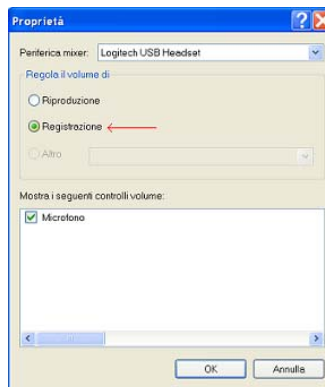 Proprietà
Periferica mixer: Logitech USB Headset
Regola il volume di
Riproduzione
Registrazione
Altro
Mostra i seguenti controlli volume:
Microfono
OK Annulla